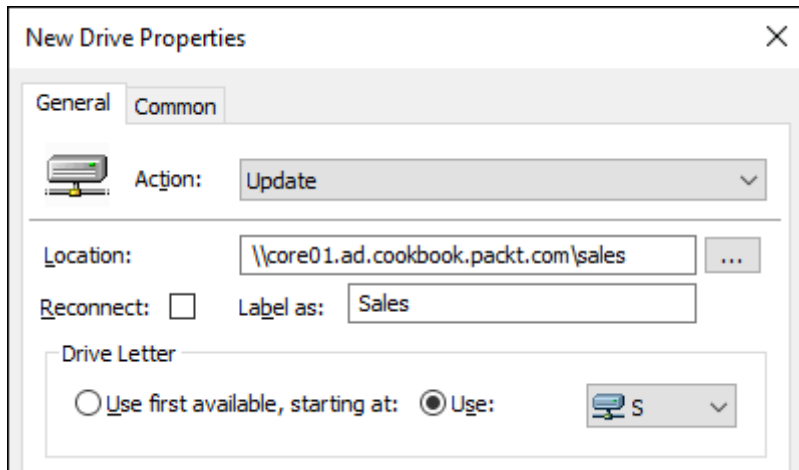 New Drive Properties
General Common
Action: Update
Location: \\core01.ad.cookbook.packt.com\sales ...
Reconnect: Label as: Sales
Drive Letter
Use first available, starting at: Use: S